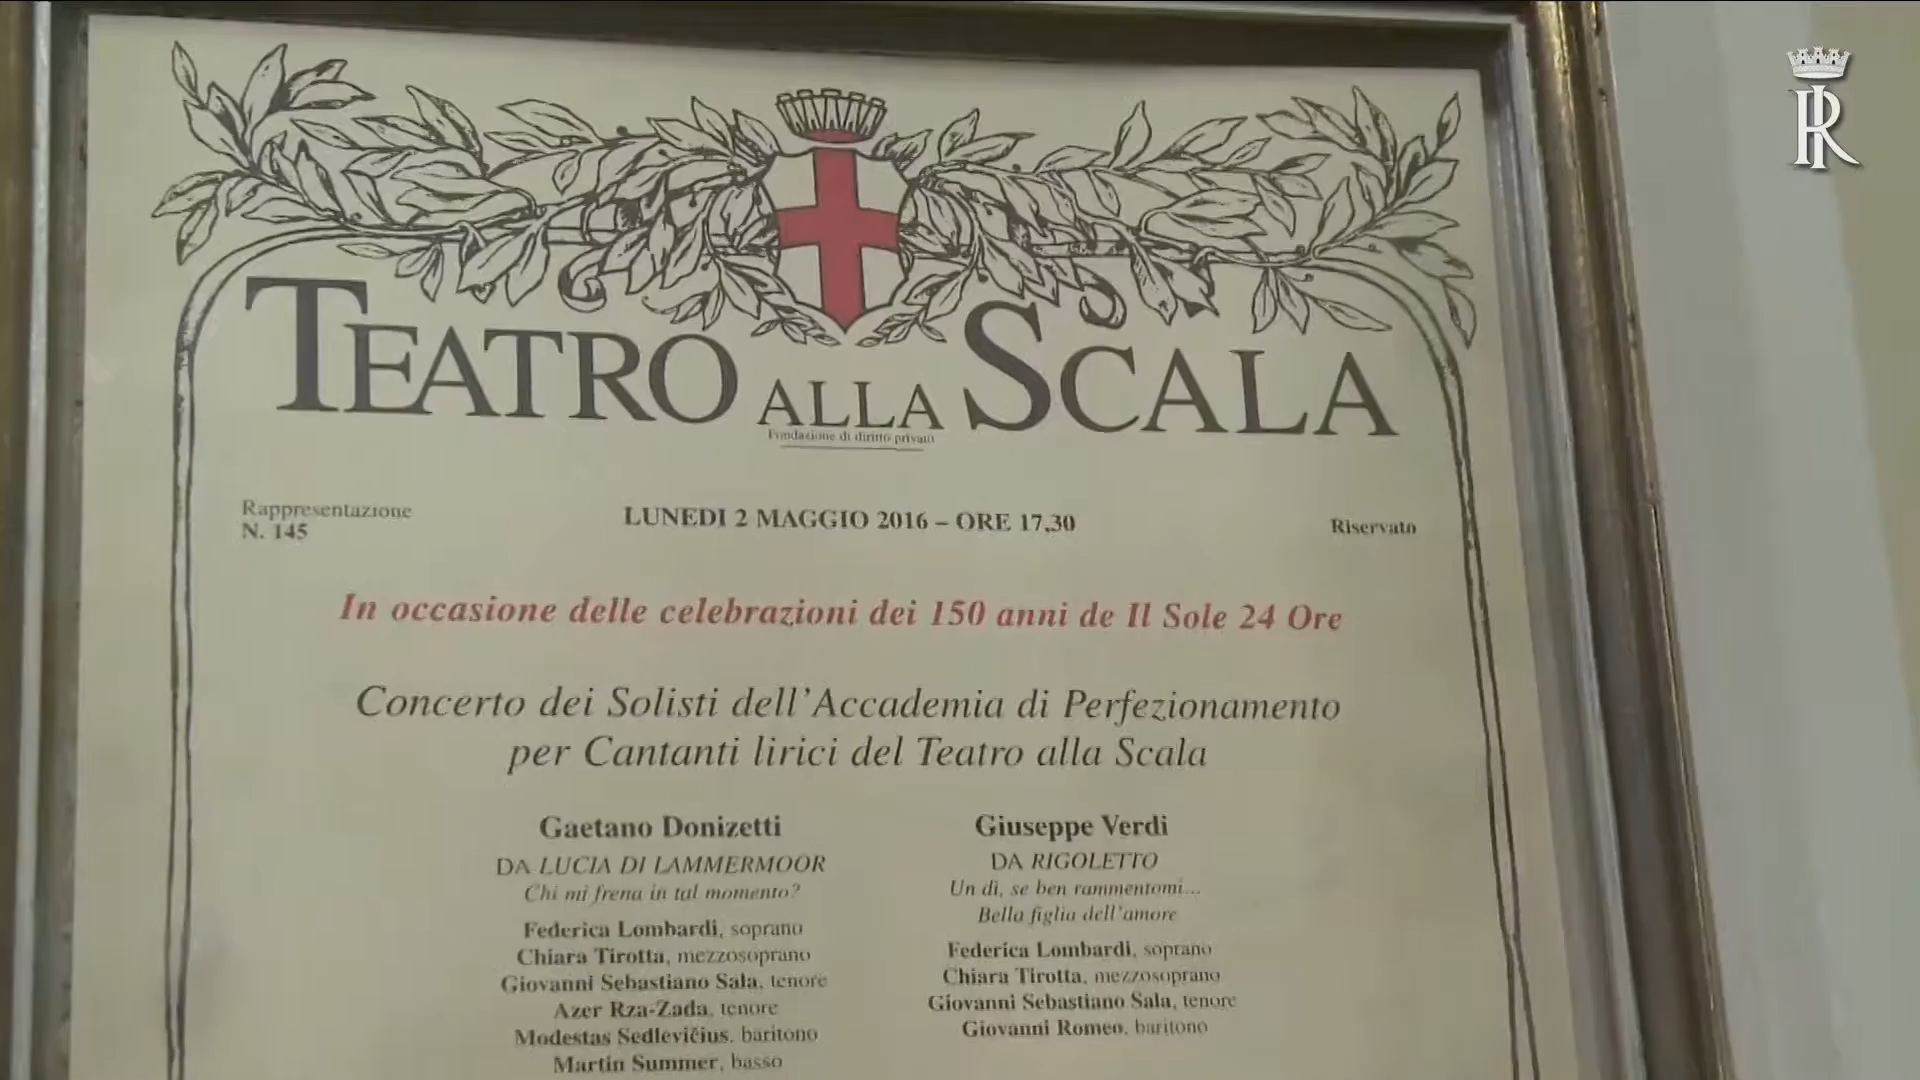 TEATRO ALLA SCALA
Fondazione di diritto privato
Rappresentazione
N. 145
LUNEDI 2 MAGGIO 2016 – ORE 17,30
Riservato
In occasione delle celebrazioni dei 150 anni de Il Sole 24 Ore
Concerto dei Solisti dell'Accademia di Perfezionamento
per Cantanti lirici del Teatro alla Scala
Gaetano Donizetti
DA LUCIA DI LAMMERMOOR
Chi mi frena in tal momento?
Federica Lombardi, soprano
Chiara Tirotta, mezzosoprano
Giovanni Sebastiano Sala, tenore
Azer Rza-Zada, tenore
Modestas Sedlevičius, baritono
Martin Summer, basso
Giuseppe Verdi
DA RIGOLETTO
Un dì, se ben rammentomi...
Bella figlia dell'amore
Federica Lombardi, soprano
Chiara Tirotta, mezzosoprano
Giovanni Sebastiano Sala, tenore
Giovanni Romeo, baritono
RI